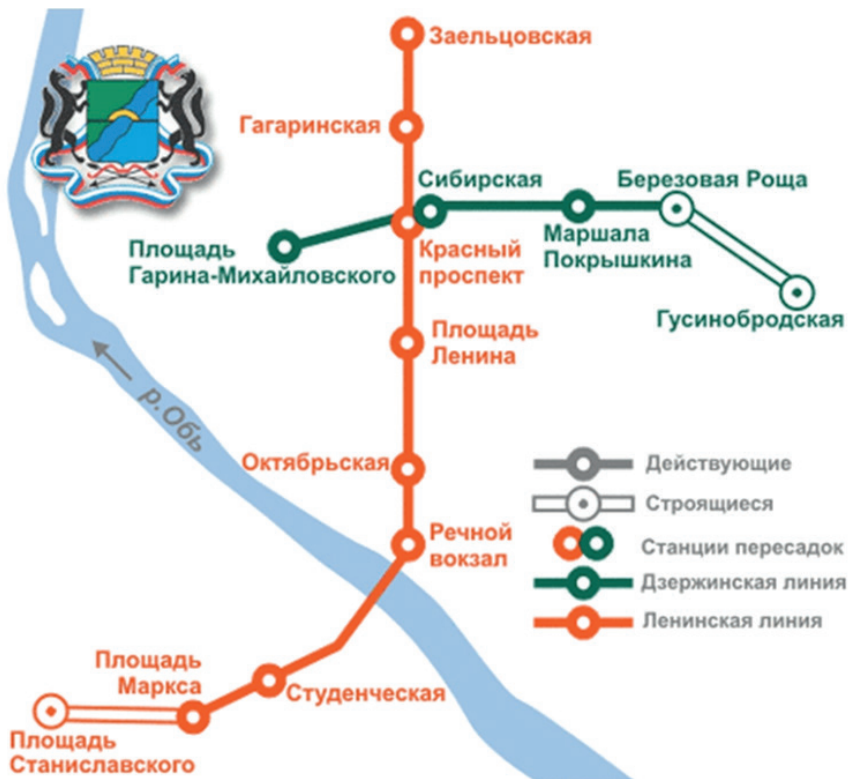 Заельцовская
Гагаринская
Сибирская
Березовая Роща
Площадь
Гарина-Михайловского
Красный
проспект
Маршала
Покрышкина
Гусинобродская
Площадь
Ленина
р.Обь
Октябрьская
Речной
вокзал
Площадь
Маркса
Студенческая
Площадь
Станиславского
Действующие
Строящиеся
Станции пересадок
Дзержинская линия
Ленинская линия